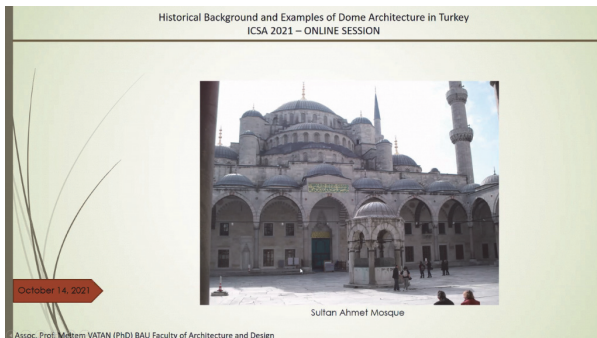 Historical Background and Examples of Dome Architecture in Turkey
ICSA 2021 – ONLINE SESSION
October 14, 2021
Sultan Ahmet Mosque
Assoc. Prof. Meltem VATAN (PhD) BAU Faculty of Architecture and Design